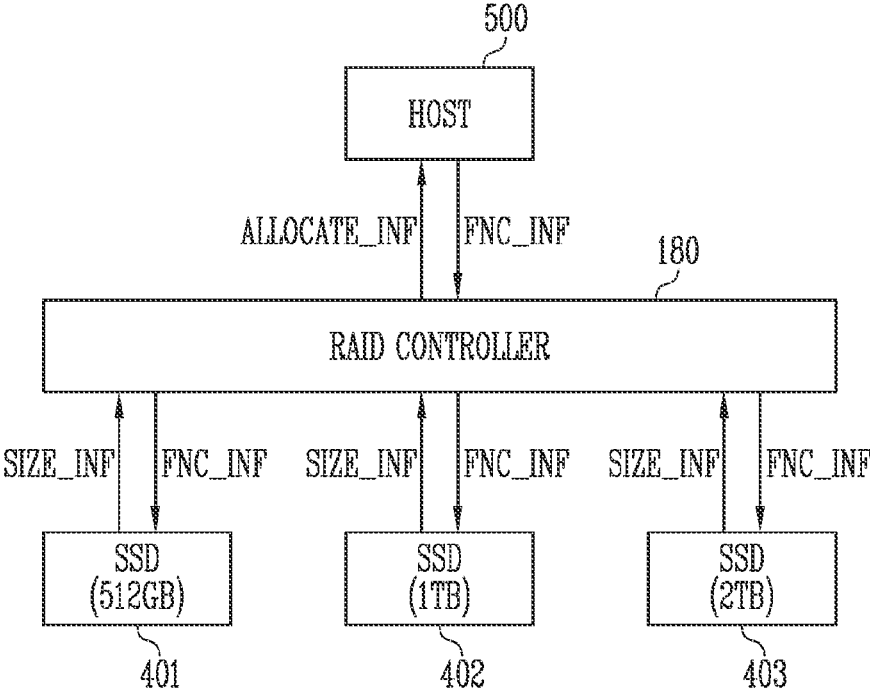 500
HOST
ALLOCATE_INF FNC_INF
180
RAID CONTROLLER
SIZE_INF FNC_INF SIZE_INF FNC_INF SIZE_INF FNC_INF
SSD SSD SSD
(512GB) (1TB) (2TB)
401 402 403